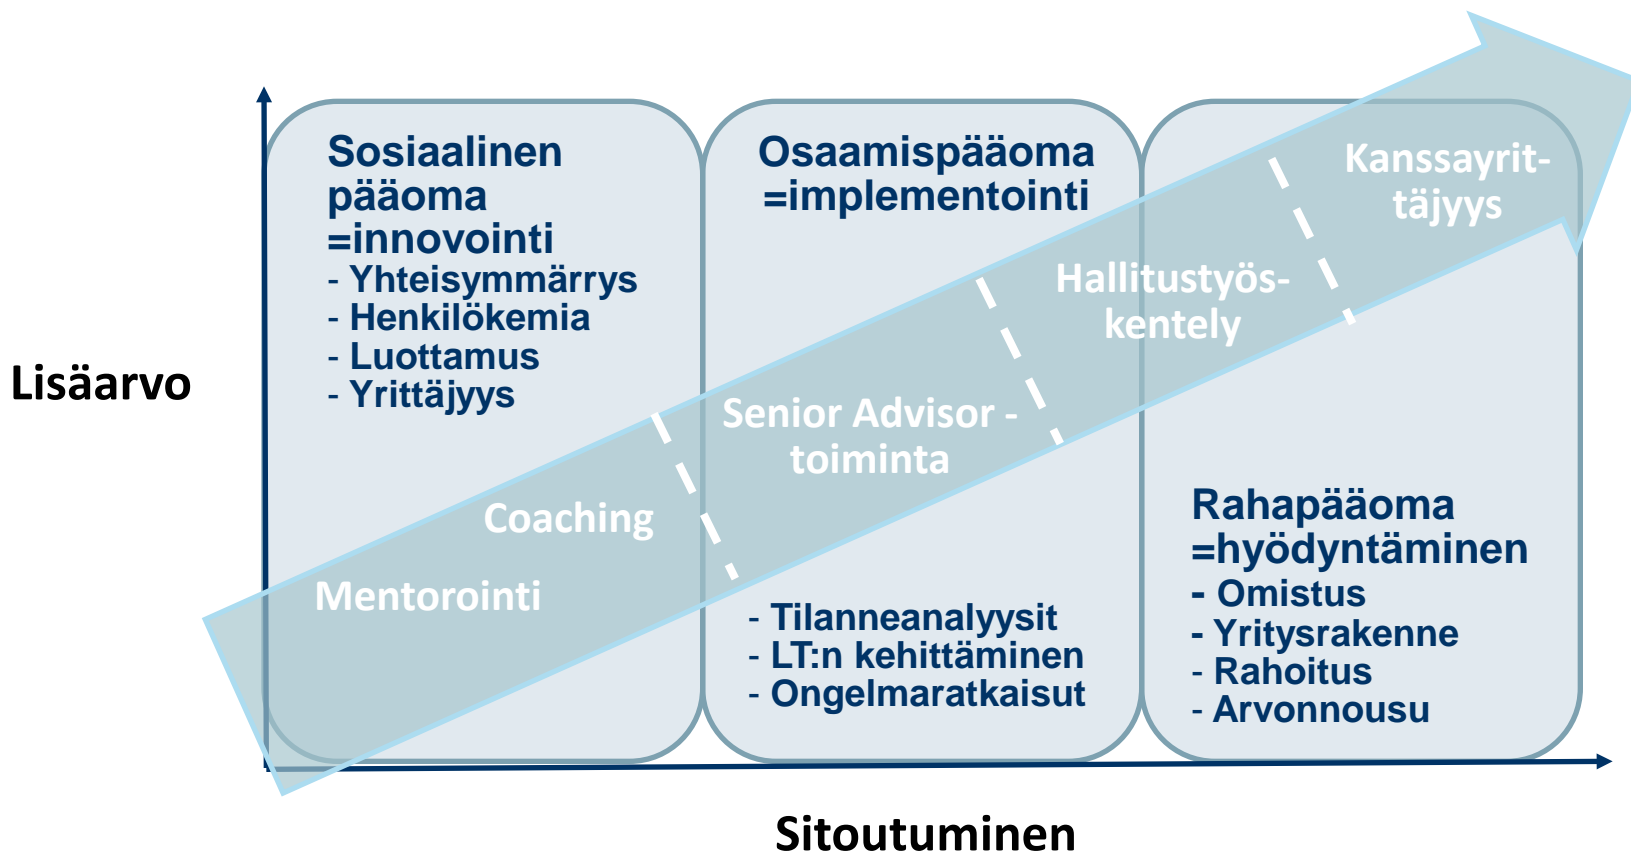 Sosiaalinen
pääoma
=innovointi
- Yhteisymmärrys
- Henkilökemia
- Luottamus
- Yrittäjyys
Osaamispääoma
=implementointi
Kanssayrit-
täjyys
Hallitustyös-
kentely
Lisäarvo
Senior Advisor -
toiminta
Coaching
Mentorointi
- Tilanneanalyysit
- LT:n kehittäminen
- Ongelmaratkaisut
Rahapääoma
=hyödyntäminen
- Omistus
- Yritysrakenne
- Rahoitus
- Arvonnousu
Sitoutuminen